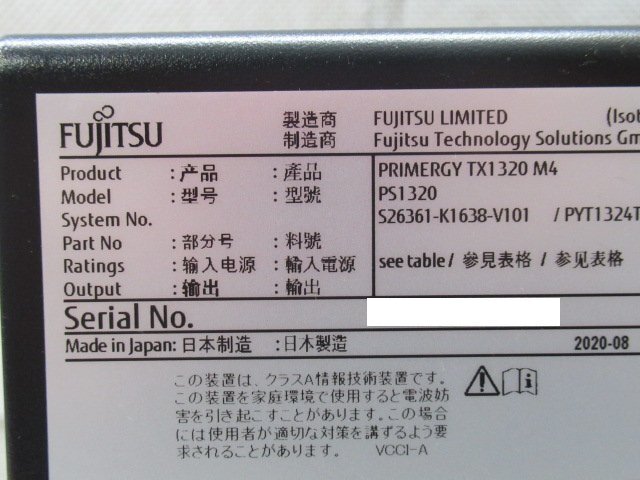 FUJITSU 製造商 FUJITSU LIMITED (Isot
制造商 Fujitsu Technology Solutions Gm
Product : 产品 : 產品 PRIMERGY TX1320 M4
Model : 型号 : 型號 PS1320
System No. S26361-K1638-V101 / PYT1324T
Part No : 部分号 : 料號
Ratings : 输入电源 : 輸入電源 see table / 參見表格 / 参见表格
Output : 输出 : 輸出
Serial No.
Made in Japan: 日本制造 : 日本製造 2020-08
この装置は、クラスA情報技術装置です。
この装置を家庭環境で使用すると電波妨
害を引き起こすことがあります。この場合
には使用者が適切な対策を講ずるよう要
求されることがあります。 VCCI-A